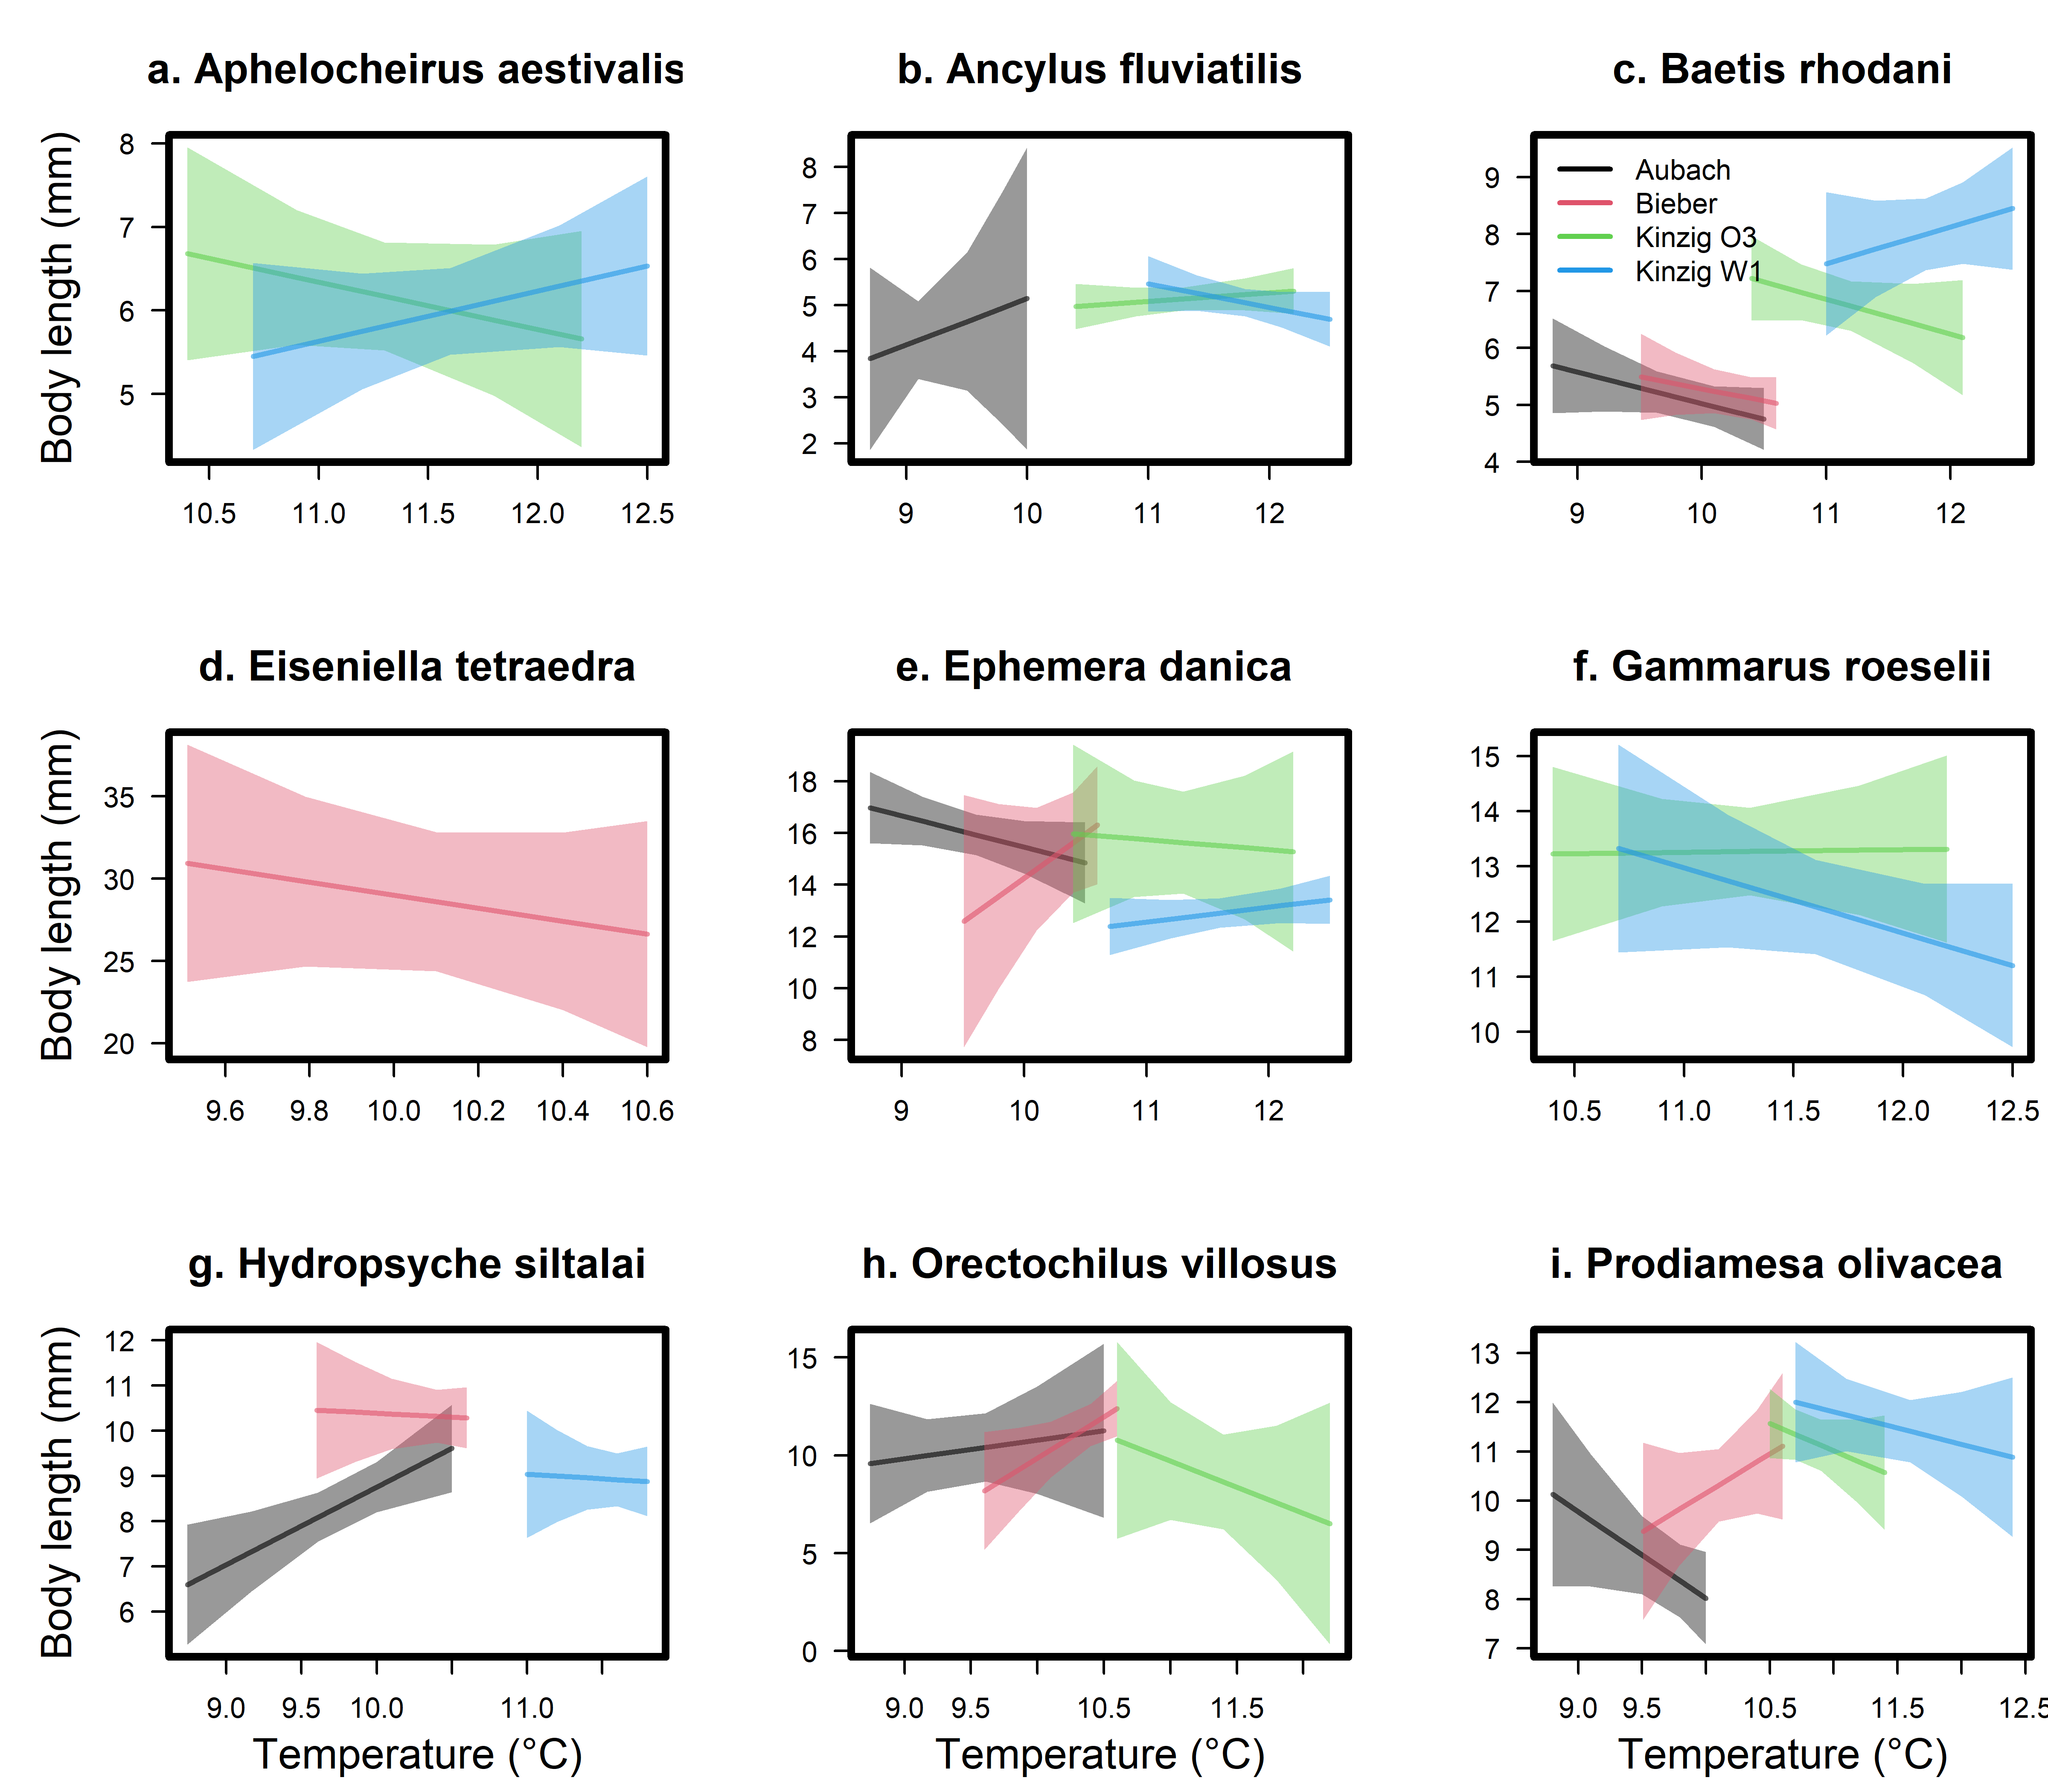 a. Aphelocheirus aestivalis
b. Ancylus fluviatilis
c. Baetis rhodani
Body length (mm)
8
7
6
5
10.5 11.0 11.5 12.0 12.5
8
7
6
5
4
3
2
9 10 11 12
9
8
7
6
5
4
Aubach
Bieber
Kinzig O3
Kinzig W1
9 10 11 12
d. Eiseniella tetraedra
e. Ephemera danica
f. Gammarus roeselii
Body length (mm)
35
30
25
20
9.6 9.8 10.0 10.2 10.4 10.6
18
16
14
12
10
8
9 10 11 12
15
14
13
12
11
10
10.5 11.0 11.5 12.0 12.5
g. Hydropsyche siltalai
h. Orectochilus villosus
i. Prodiamesa olivacea
Body length (mm)
12
11
10
9
8
7
6
9.0 9.5 10.0 11.0
Temperature (°C)
15
10
5
0
9.0 9.5 10.5 11.5
Temperature (°C)
13
12
11
10
9
8
7
9.0 9.5 10.5 11.5 12.5
Temperature (°C)